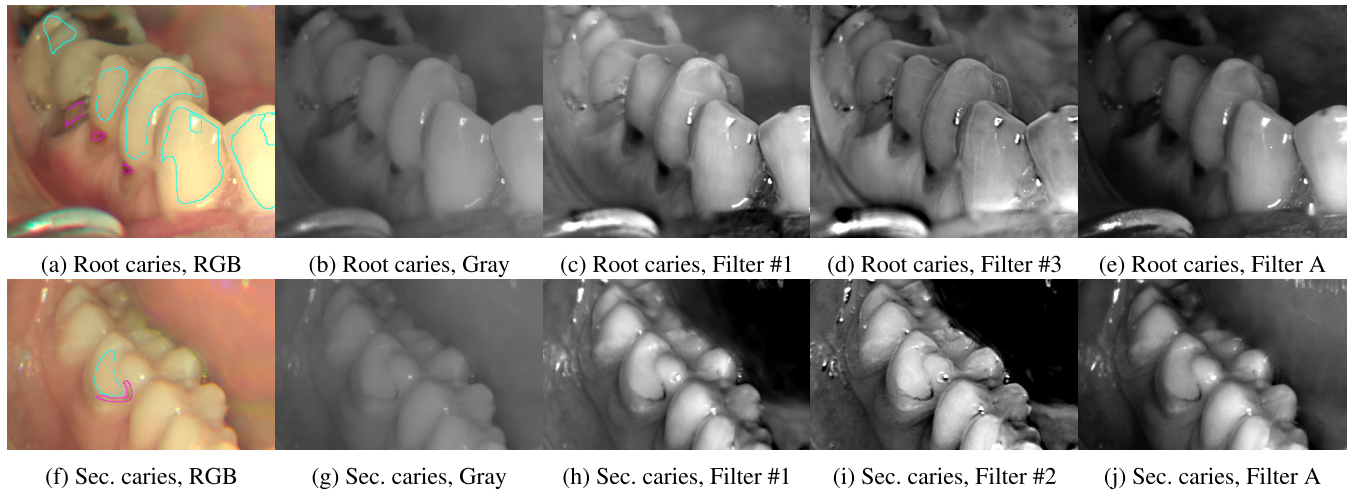 (a) Root caries, RGB
(b) Root caries, Gray
(c) Root caries, Filter #1
(d) Root caries, Filter #3
(e) Root caries, Filter A
(f) Sec. caries, RGB
(g) Sec. caries, Gray
(h) Sec. caries, Filter #1
(i) Sec. caries, Filter #2
(j) Sec. caries, Filter A